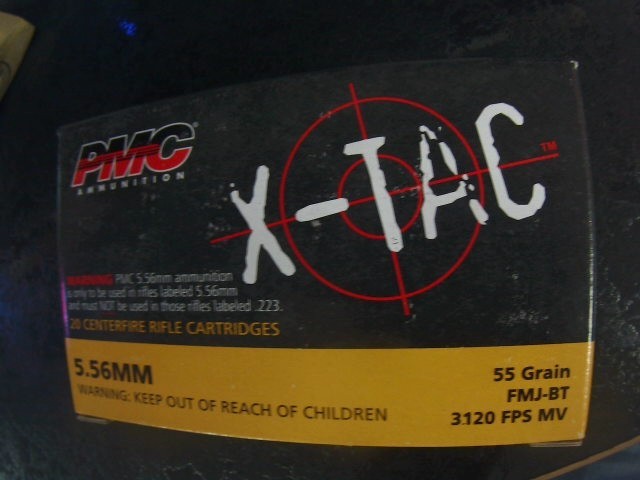 PMC®
AMMUNITION
X-TAC™
WARNING PMC 5.56mm ammunition
is only to be used in rifles labeled 5.56mm
and must NOT be used in those rifles labeled .223.
20 CENTERFIRE RIFLE CARTRIDGES
5.56MM
WARNING: KEEP OUT OF REACH OF CHILDREN
55 Grain
FMJ-BT
3120 FPS MV